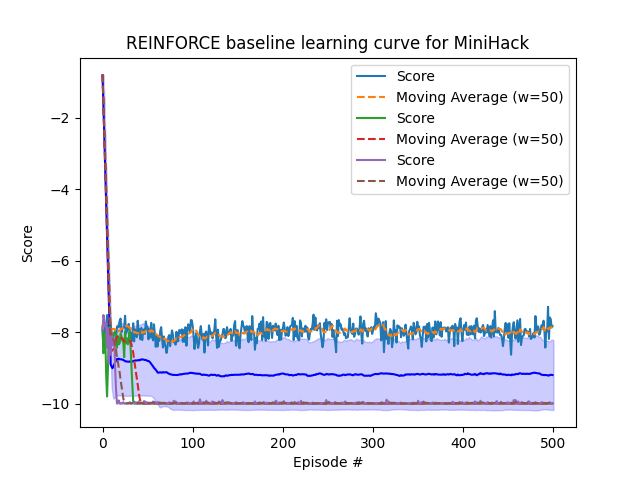 REINFORCE baseline learning curve for MiniHack
Score
Moving Average (w=50)
Score
Moving Average (w=50)
Score
Moving Average (w=50)
−2
−4
−6
−8
−10
Score
0
100
200
300
400
500
Episode #